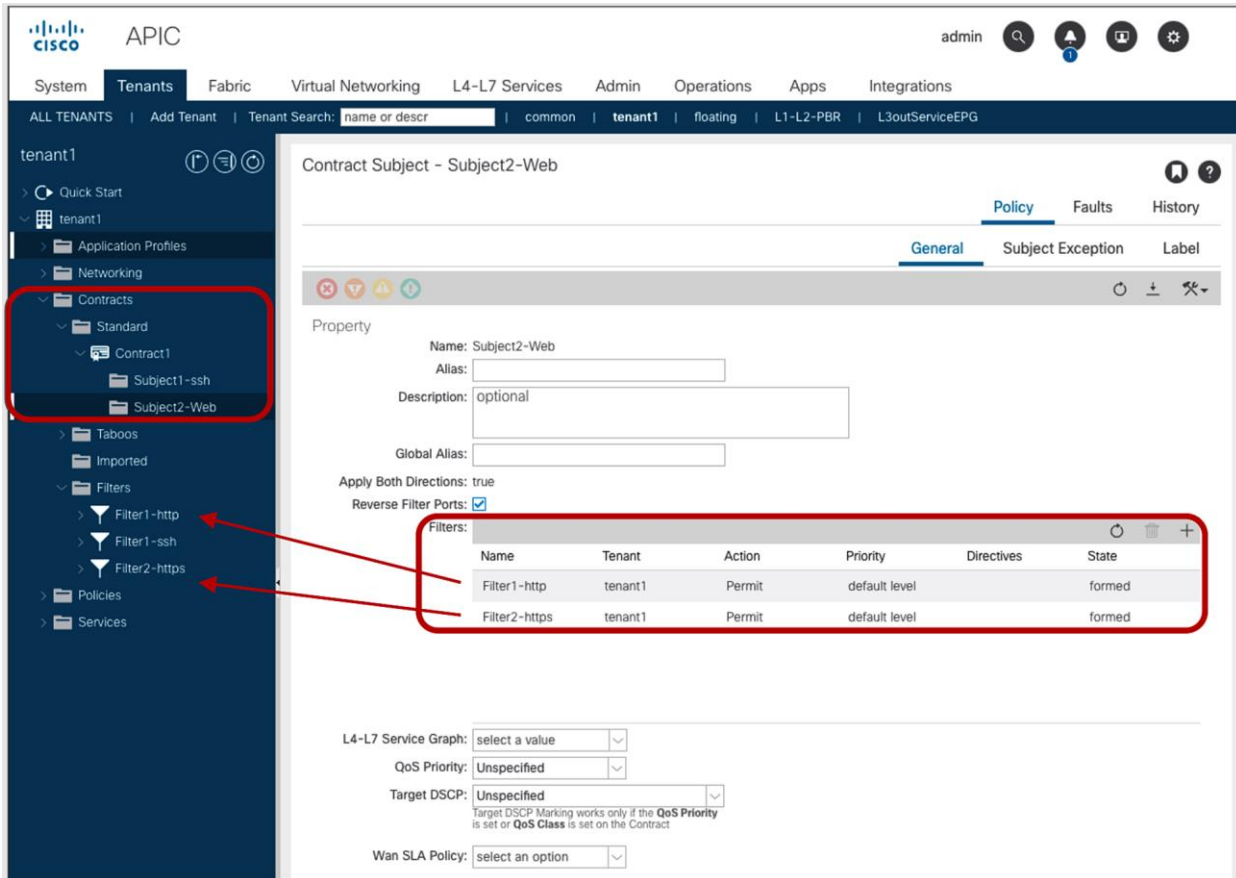 CISCO APIC admin
1
System Tenants Fabric Virtual Networking L4-L7 Services Admin Operations Apps Integrations
ALL TENANTS | Add Tenant | Tenant Search: name or descr | common | tenant1 | floating | L1-L2-PBR | L3outServiceEPG
tenant1
Quick Start
tenant1
Application Profiles
Networking
Contracts
Standard
Contract1
Subject1-ssh
Subject2-Web
Taboos
Imported
Filters
Filter1-http
Filter1-ssh
Filter2-https
Policies
Services
Contract Subject - Subject2-Web
Policy Faults History
General Subject Exception Label
Property
Name: Subject2-Web
Alias:
Description: optional
Global Alias:
Apply Both Directions: true
Reverse Filter Ports:
Filters:
Name Tenant Action Priority Directives State
Filter1-http tenant1 Permit default level formed
Filter2-https tenant1 Permit default level formed
L4-L7 Service Graph: select a value
QoS Priority: Unspecified
Target DSCP: Unspecified
Target DSCP Marking works only if the QoS Priority
is set or QoS Class is set on the Contract
Wan SLA Policy: select an option